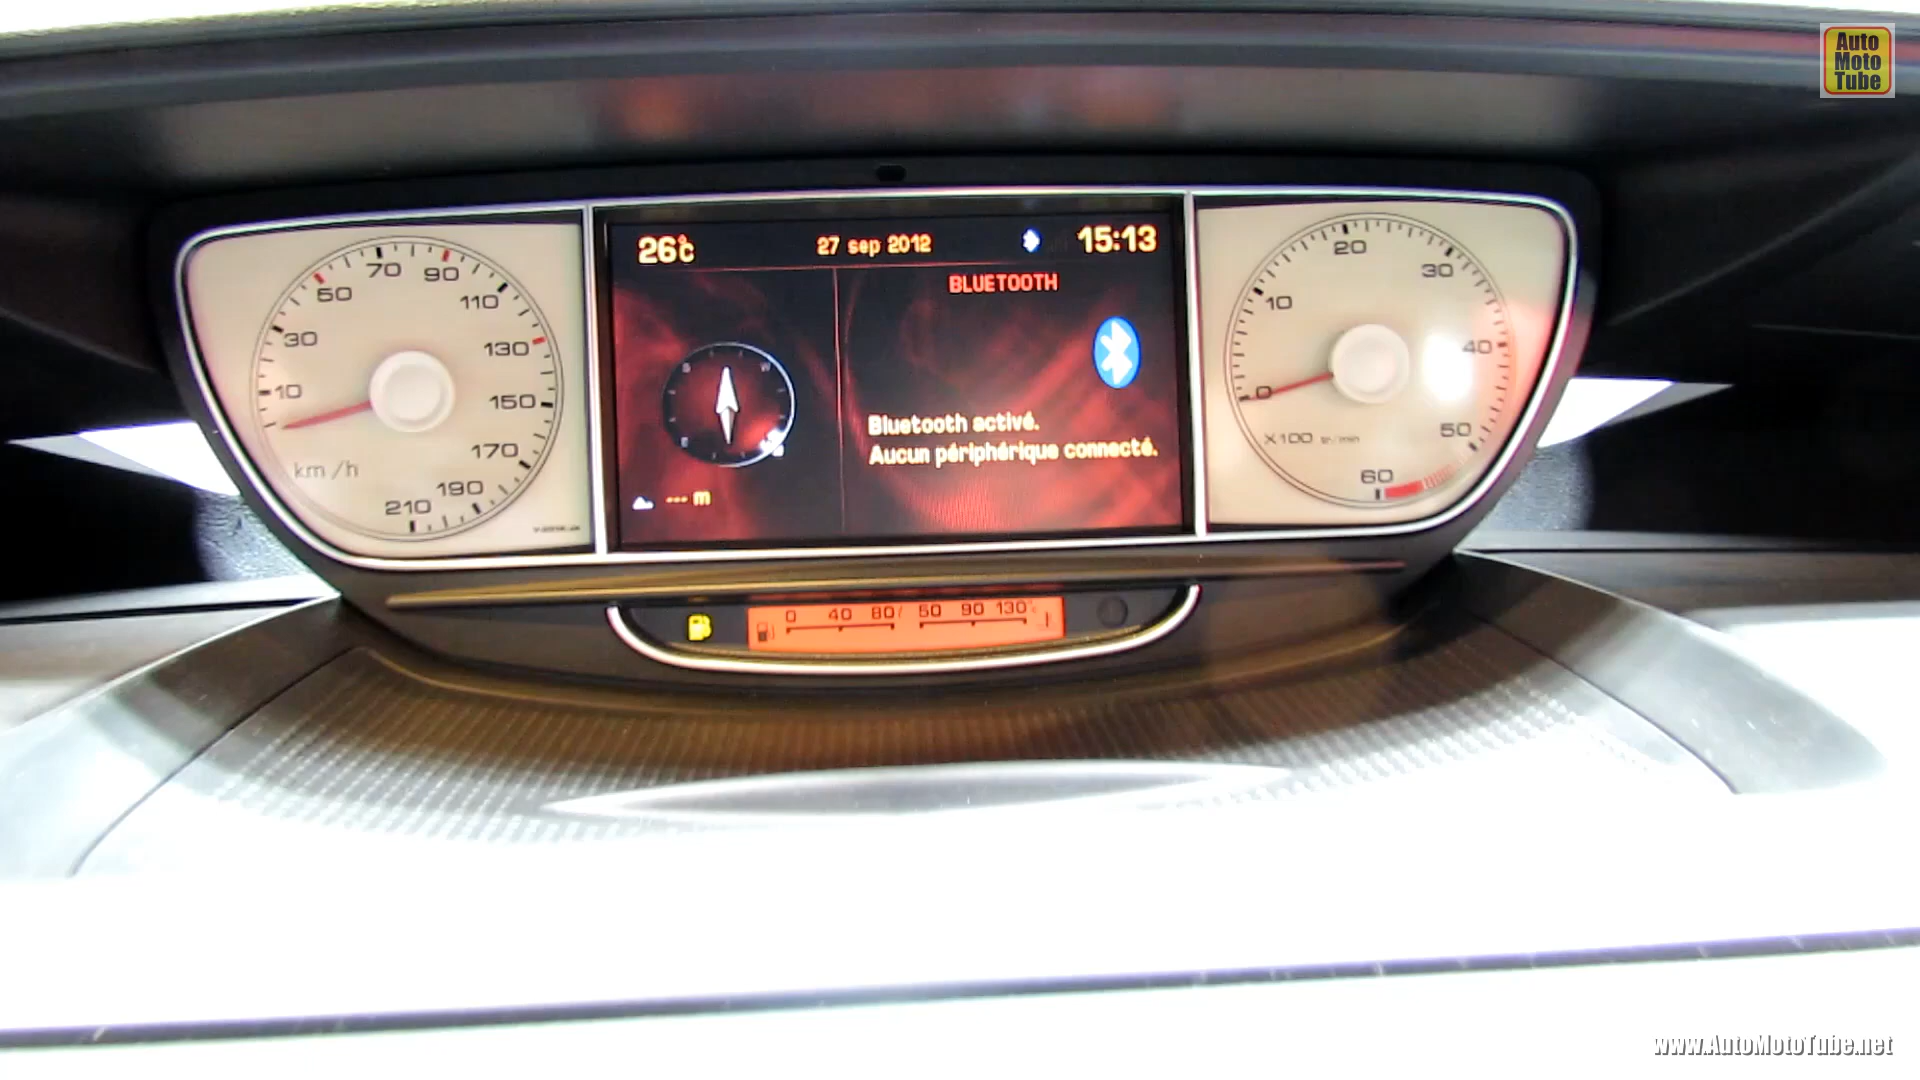 Auto
Moto
Tube
26°C 27 sep 2012 15:13
BLUETOOTH
Bluetooth activé.
Aucun périphérique connecté.
--- m
10 30 50 70 90 110 130 150 170 190 210
km/h
0 10 20 30 40 50 60
X100 tr/min
0 40 80 50 90 130
www.AutoMotoTube.net